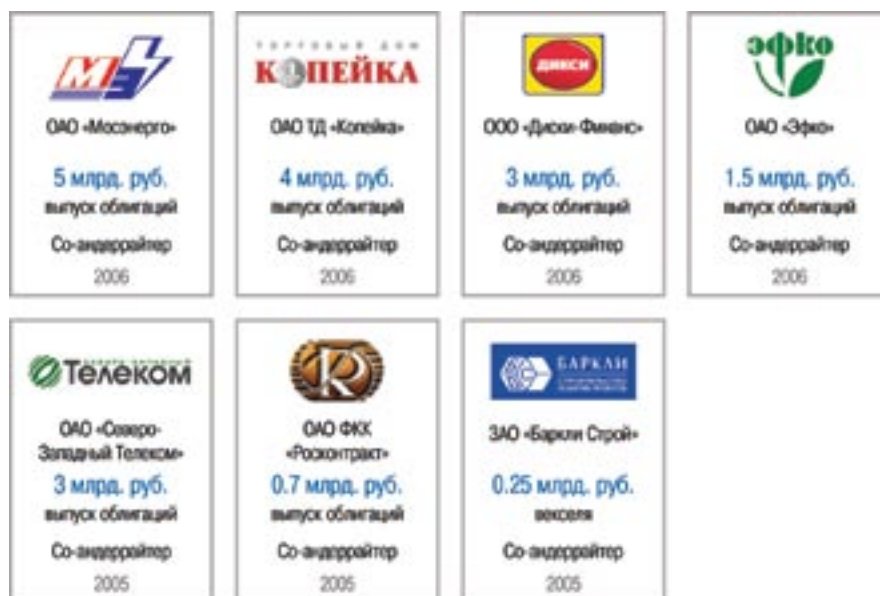 МЭ
ОАО «Мосэнерго»
5 млрд. руб.
выпуск облигаций
Со-андеррайтер
2006
ТОРГОВЫЙ ДОМ
КОПЕЙКА
ОАО ТД «Копейка»
4 млрд. руб.
выпуск облигаций
Со-андеррайтер
2006
ДИКСИ
ООО «Диски-Финанс»
3 млрд. руб.
выпуск облигаций
Со-андеррайтер
2006
эфко
ОАО «Эфко»
1.5 млрд. руб.
выпуск облигаций
Со-андеррайтер
2006
СЕВЕРО-ЗАПАДНЫЙ
Телеком
ОАО «Северо-
Западный Телеком»
3 млрд. руб.
выпуск облигаций
Со-андеррайтер
2005
ОАО ФКК
«Росконтракт»
0.7 млрд. руб.
выпуск облигаций
Со-андеррайтер
2005
БАРКЛИ
ЗАО «Баркли Строй»
0.25 млрд. руб.
векселя
Со-андеррайтер
2005